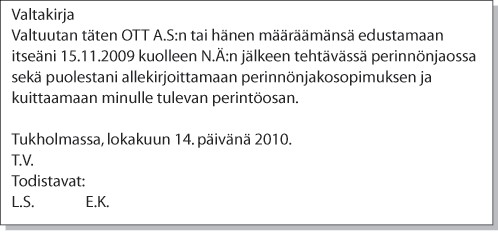 Valtakirja
Valtuutan täten OTT A.S:n tai hänen määräämänsä edustamaan
itseäni 15.11.2009 kuolleen N.Ä:n jälkeen tehtävässä perinnönjaossa
sekä puolestani allekirjoittamaan perinnönjakosopimuksen ja
kuittaamaan minulle tulevan perintöosan.
Tukholmassa, lokakuun 14. päivänä 2010.
T.V.
Todistavat:
L.S. E.K.